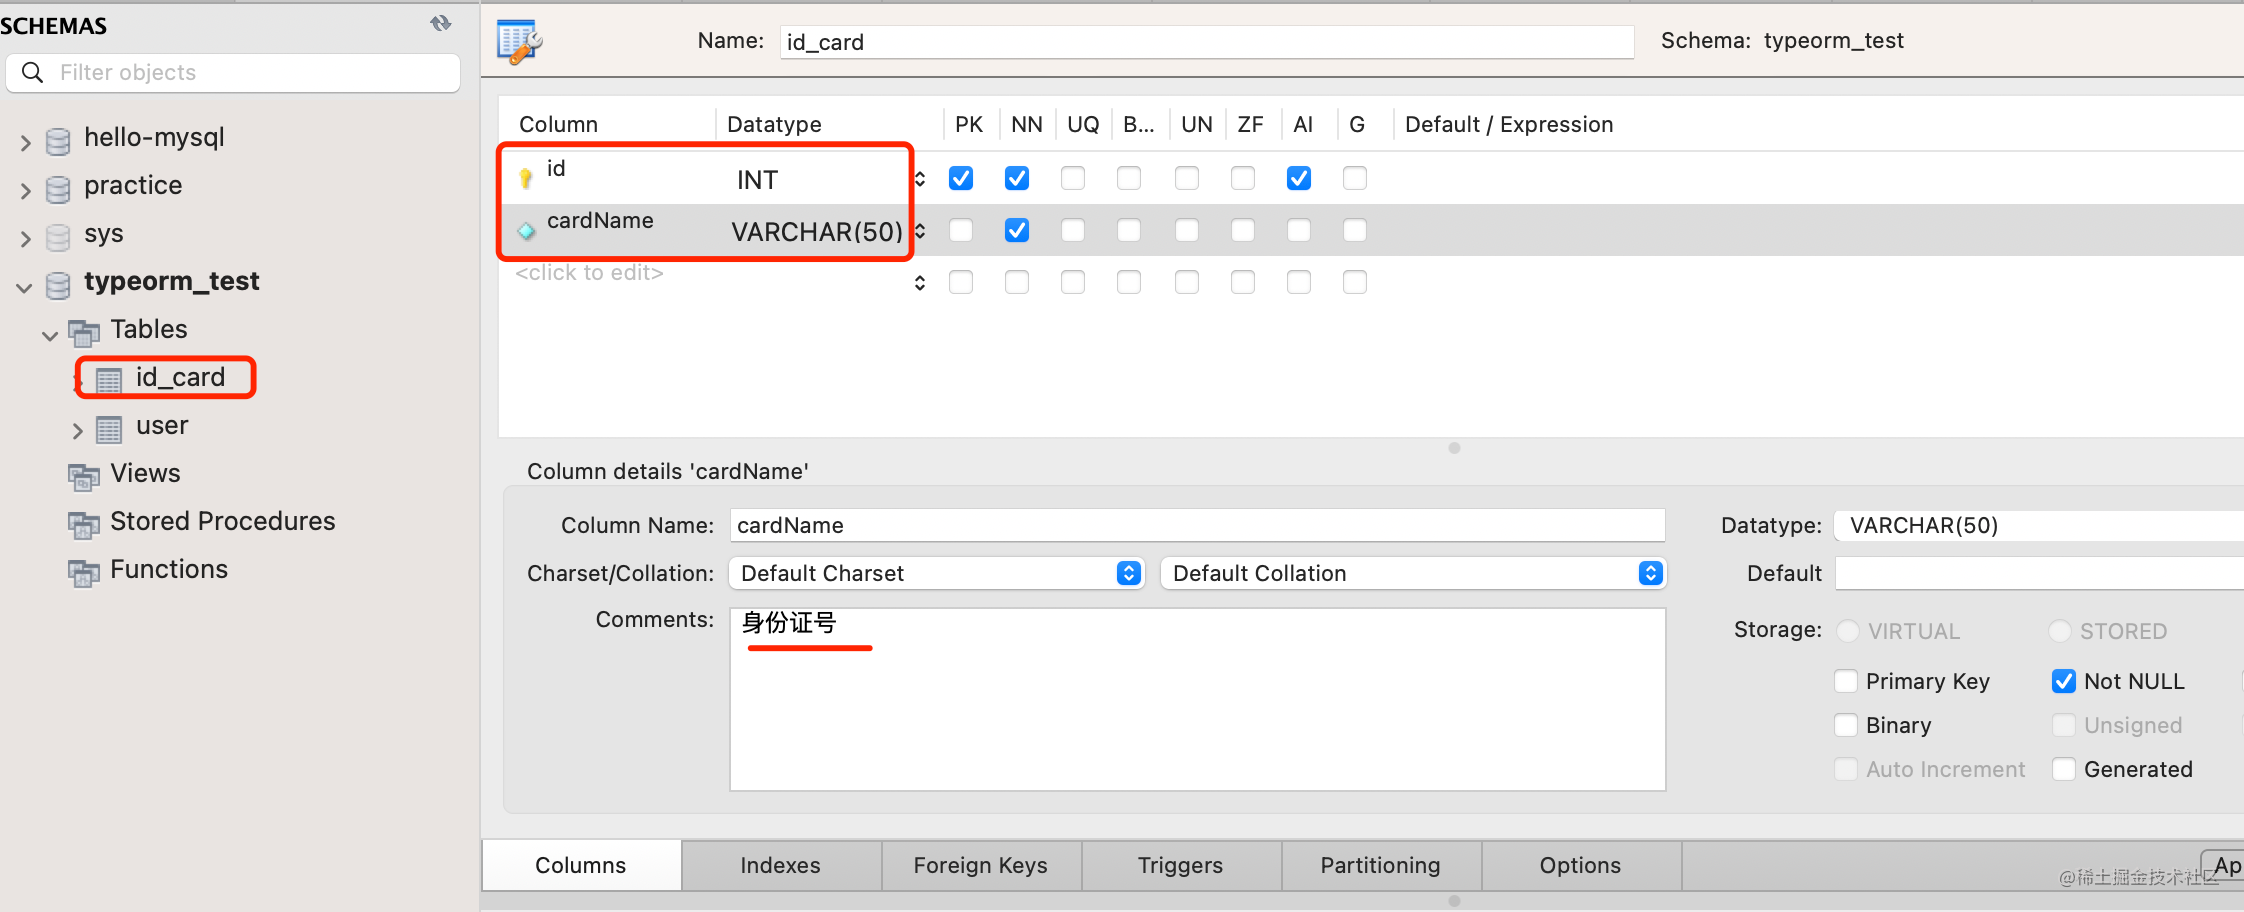 SCHEMAS
Filter objects
hello-mysql
practice
sys
typeorm_test
Tables
id_card
user
Views
Stored Procedures
Functions
Name: id_card Schema: typeorm_test
Column Datatype PK NN UQ B... UN ZF AI G Default / Expression
id INT
cardName VARCHAR(50)
<click to edit>
Column details 'cardName'
Column Name: cardName Datatype: VARCHAR(50)
Charset/Collation: Default Charset Default Collation Default
Comments: 身份证号 Storage: VIRTUAL STORED
Primary Key Not NULL
Binary Unsigned
Auto Increment Generated
Columns Indexes Foreign Keys Triggers Partitioning Options Ap
@稀土掘金技术社区